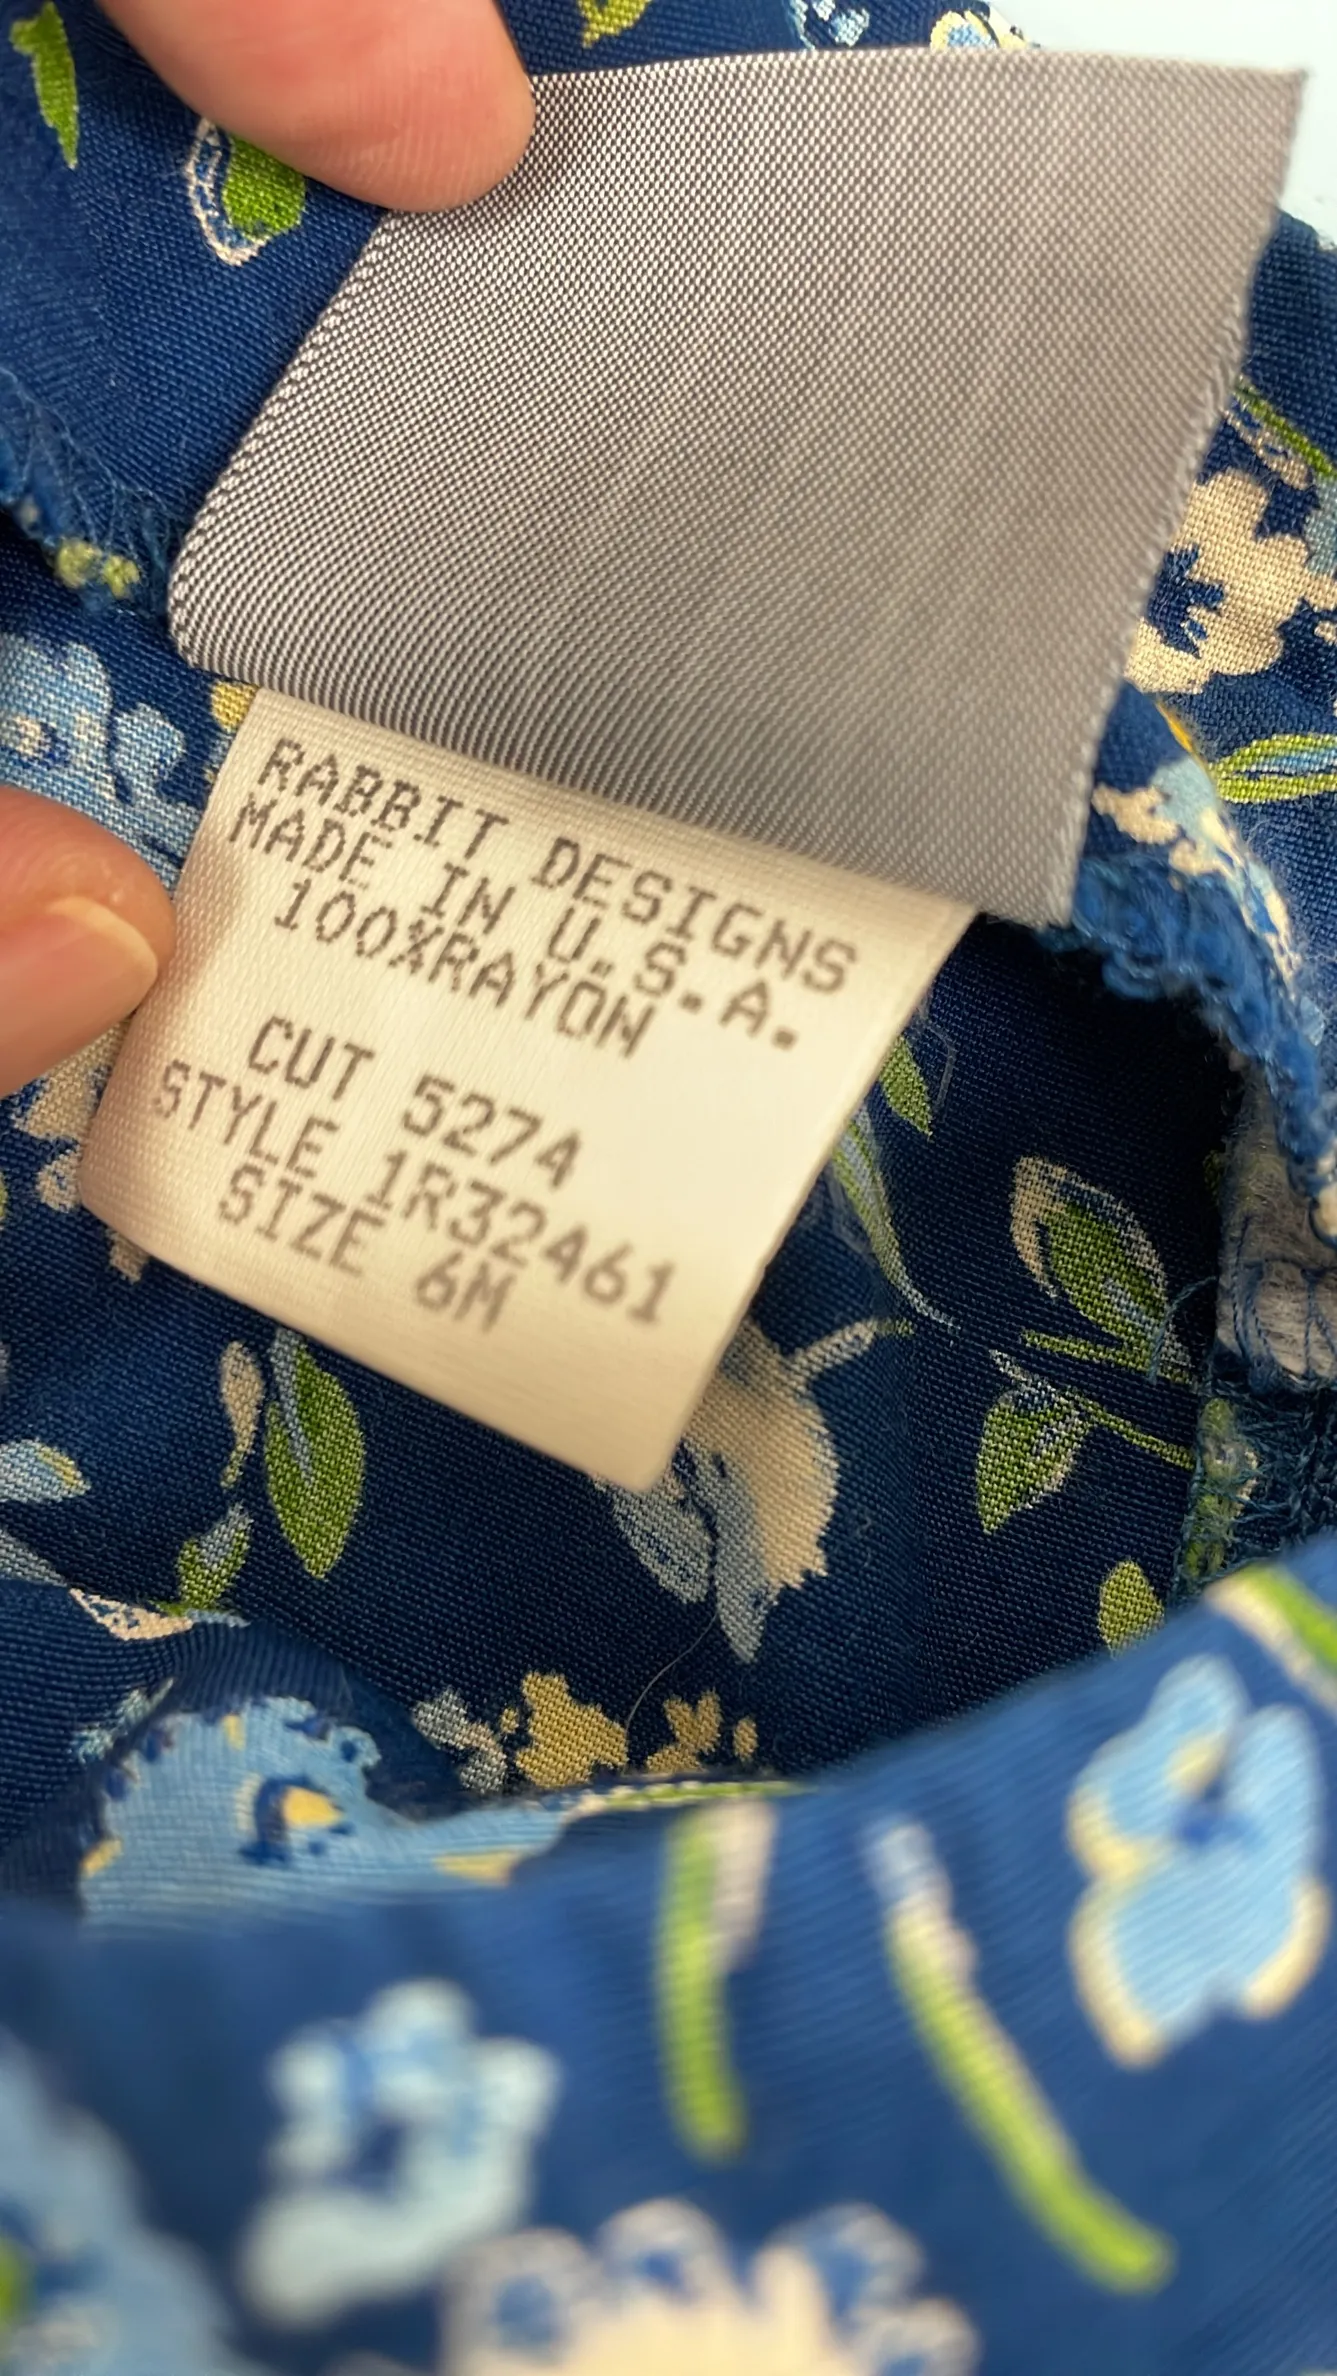 RABBIT DESIGNS
MADE IN U.S.A.
100%RAYON
CUT 5274
STYLE 1R32461
SIZE 6M